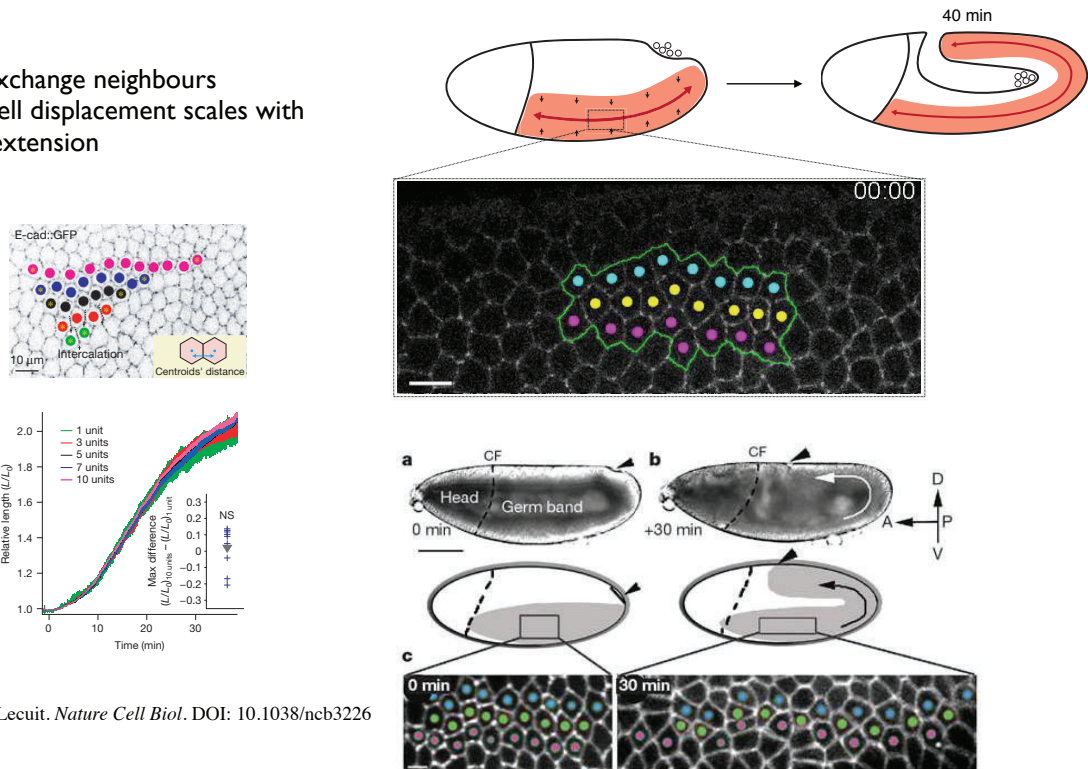 40 min
xchange neighbours
ell displacement scales with
extension
00:00
E-cad::GFP
Intercalation
10 μm
Centroids' distance
Relative length (L/L0)
2.0
1.8
1.6
1.4
1.2
1.0
1 unit
3 units
5 units
7 units
10 units
Max difference
(L/L0)10 units – (L/L0)1 unit
NS
0.3
0.2
0.1
0
–0.1
–0.2
–0.3
0
10
20
30
Time (min)
a
CF
Head
Germ band
0 min
b
CF
+30 min
D
A
P
V
c
0 min
30 min
Lecuit. Nature Cell Biol. DOI: 10.1038/ncb3226